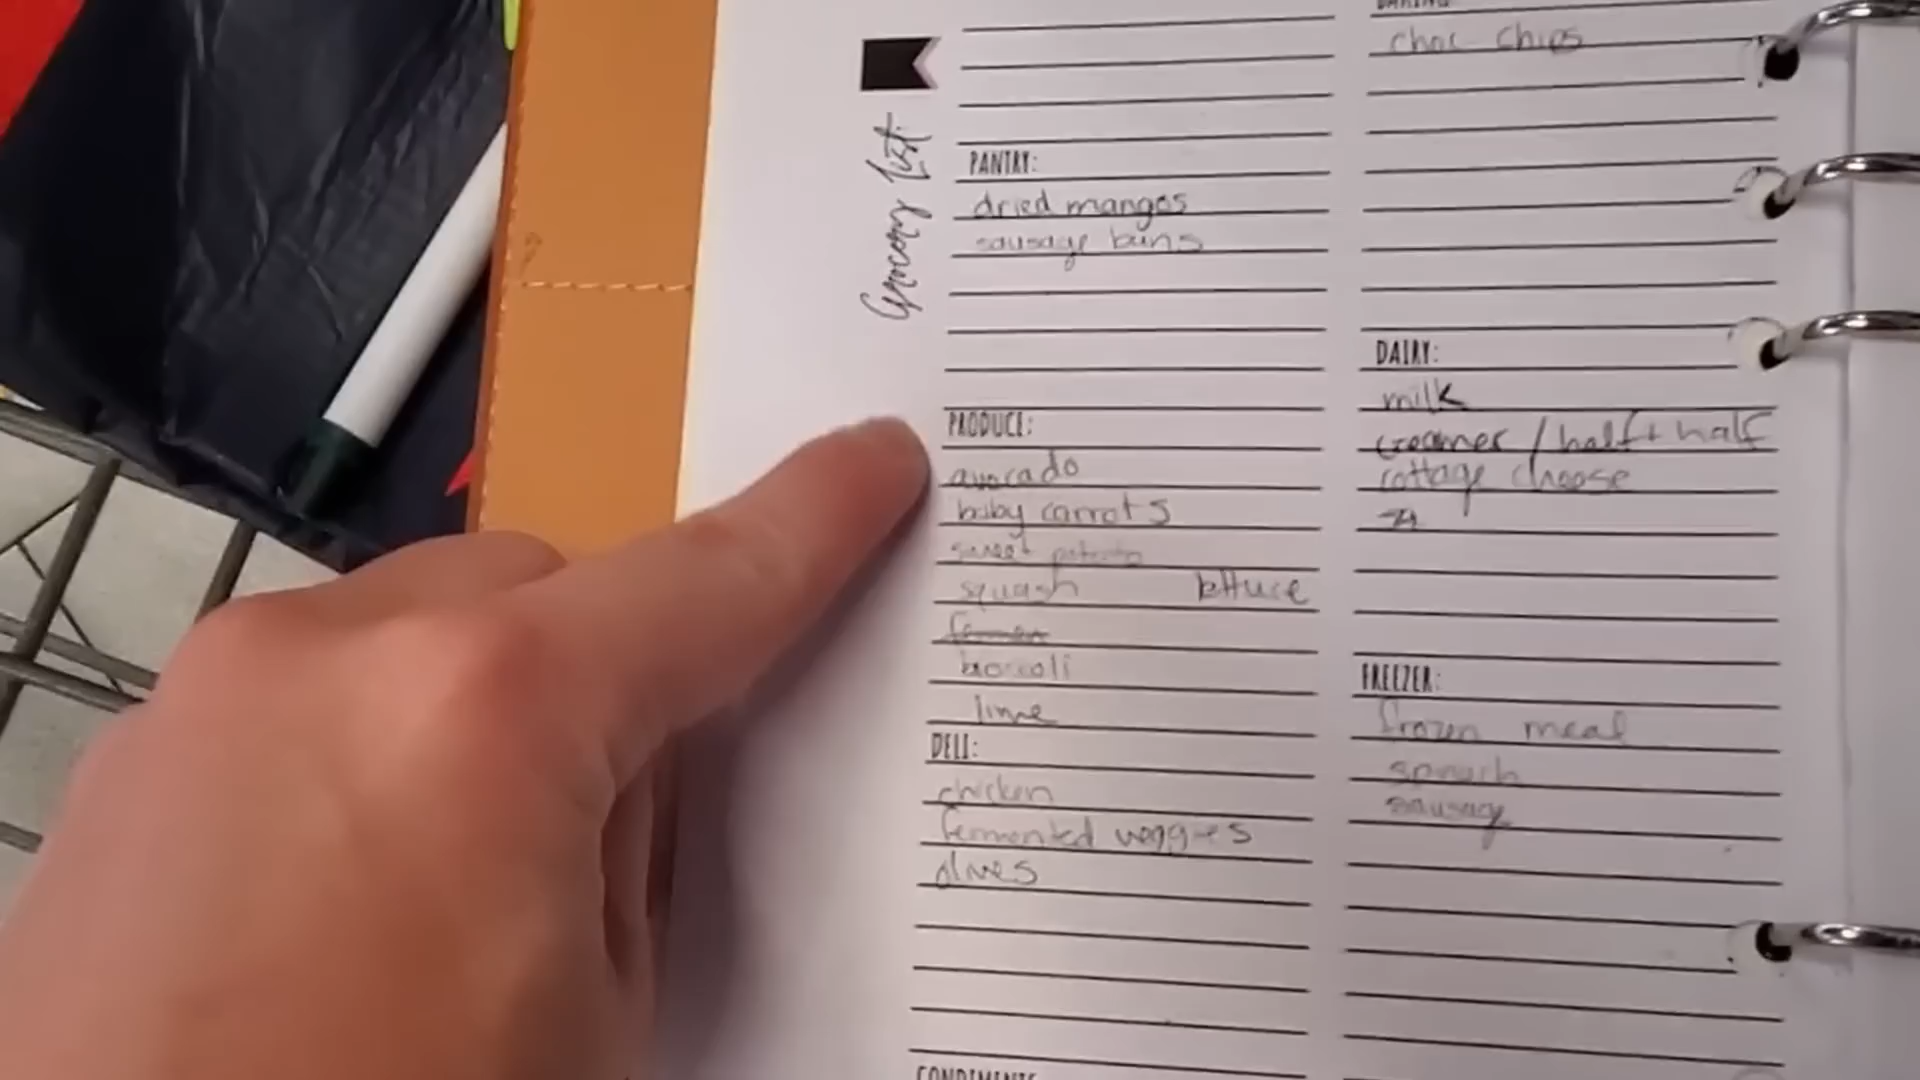 Grocery List
PANTRY:
dried mangos
sausage buns
PRODUCE:
avocado
baby carrots
sweet potato
squash lettuce
broccoli
lime
DELI:
chicken
fermented veggies
olives
choc chips
DAIRY:
milk
creamer / half + half
cottage cheese
FREEZER:
frozen meal
spinach
sausage